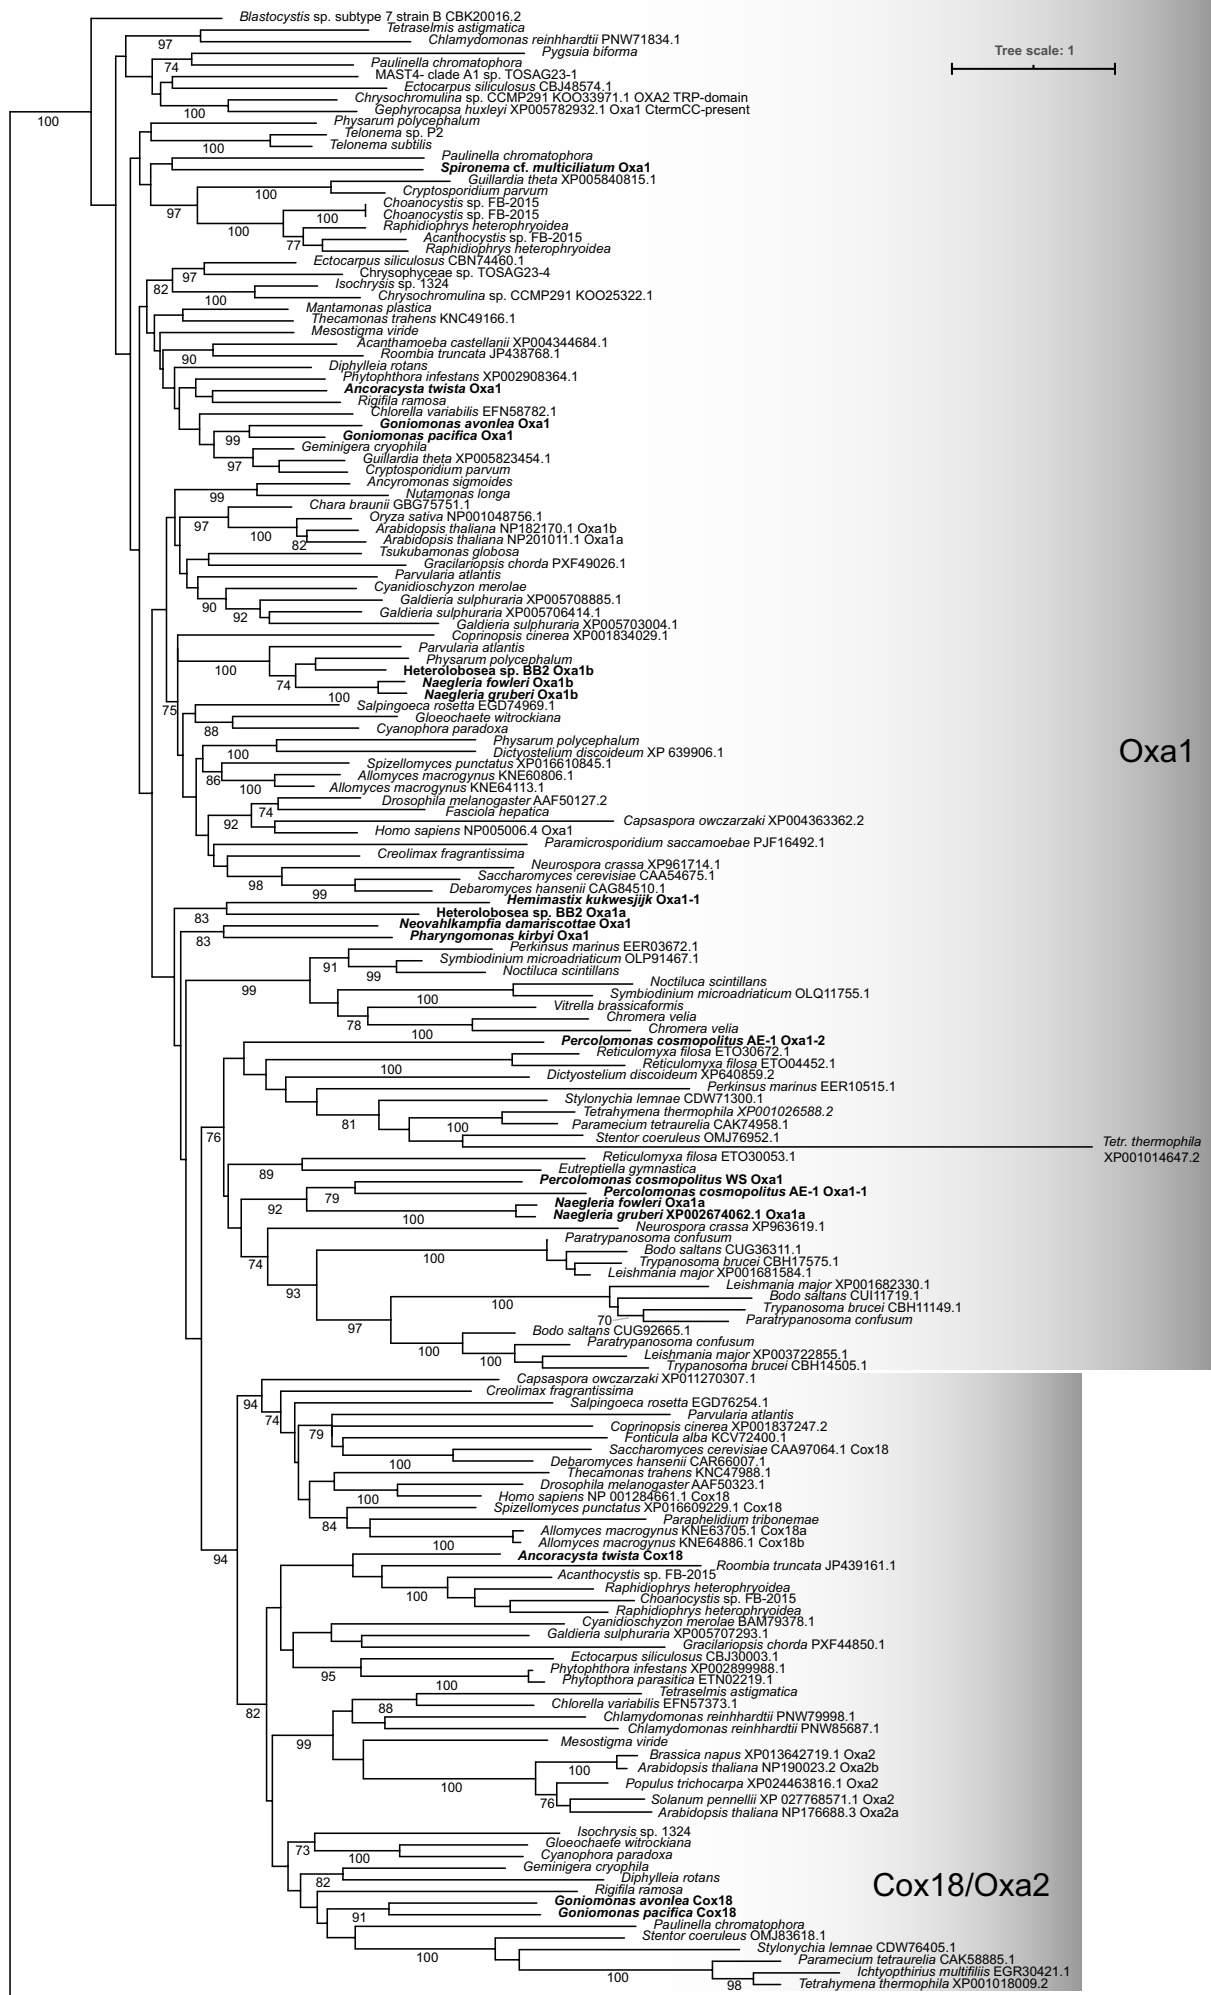 Blastocystis sp. subtype 7 strain B CBK20016.2
Tetraselmis astigmatica
97
Chlamydomonas reinhhardtii PNW71834.1
Tree scale: 1
Pygsuia biforma
74
Paulinella chromatophora
MAST4- clade A1 sp. TOSAG23-1
Ectocarpus siliculosus CBJ48574.1
Chrysochromulina sp. CCMP291 KOO33971.1 OXA2 TRP-domain
100
Gephyrocapsa huxleyi XP005782932.1 Oxa1 CtermCC-present
100
Physarum polycephalum
Telonema sp. P2
100
Telonema subtilis
Paulinella chromatophora
Spironema cf. multiciliatum Oxa1
Guillardia theta XP005840815.1
100
Cryptosporidium parvum
97
Choanocystis sp. FB-2015
100
Choanocystis sp. FB-2015
100
Raphidiophrys heterophryoidea
77
Acanthocystis sp. FB-2015
Raphidiophrys heterophryoidea
Ectocarpus siliculosus CBN74460.1
97
Chrysophyceae sp. TOSAG23-4
82
Isochrysis sp. 1324
100
Chrysochromulina sp. CCMP291 KOO25322.1
Mantamonas plastica
Thecamonas trahens KNC49166.1
Mesostigma viride
Acanthamoeba castellanii XP004344684.1
90
Roombia truncata JP438768.1
Diphylleia rotans
Phytophthora infestans XP002908364.1
Ancoracysta twista Oxa1
Rigifila ramosa
Chlorella variabilis EFN58782.1
Goniomonas avonlea Oxa1
99
Goniomonas pacifica Oxa1
Geminigera cryophila
97
Guillardia theta XP005823454.1
Cryptosporidium parvum
Ancyromonas sigmoides
99
Nutamonas longa
Chara braunii GBG75751.1
97
Oryza sativa NP001048756.1
100
Arabidopsis thaliana NP182170.1 Oxa1b
82
Arabidopsis thaliana NP201011.1 Oxa1a
Tsukubamonas globosa
Gracilariopsis chorda PXF49026.1
Parvularia atlantis
Cyanidioschyzon merolae
90
Galdieria sulphuraria XP005708885.1
92
Galdieria sulphuraria XP005706414.1
Galdieria sulphuraria XP005703004.1
Coprinopsis cinerea XP001834029.1
Parvularia atlantis
100
Physarum polycephalum
Heterolobosea sp. BB2 Oxa1b
74
Naegleria fowleri Oxa1b
100
Naegleria gruberi Oxa1b
75
Salpingoeca rosetta EGD74969.1
88
Gloeochaete witrockiana
Cyanophora paradoxa
Physarum polycephalum
100
Dictyostelium discoideum XP 639906.1
Oxa1
Spizellomyces punctatus XP016610845.1
86
Allomyces macrogynus KNE60806.1
100
Allomyces macrogynus KNE64113.1
Drosophila melanogaster AAF50127.2
74
Fasciola hepatica
92
Capsaspora owczarzaki XP004363362.2
Homo sapiens NP005006.4 Oxa1
Paramicrosporidium saccamoebae PJF16492.1
Creolimax fragrantissima
Neurospora crassa XP961714.1
98
Saccharomyces cerevisiae CAA54675.1
99
Debaromyces hansenii CAG84510.1
Hemimastix kukwesjijk Oxa1-1
83
Heterolobosea sp. BB2 Oxa1a
Neovahlkampfia damariscottae Oxa1
83
Pharyngomonas kirbyi Oxa1
Perkinsus marinus EER03672.1
91
Symbiodinium microadriaticum OLP91467.1
99
Noctiluca scintillans
99
Noctiluca scintillans
100
Symbiodinium microadriaticum OLQ11755.1
Vitrella brassicaformis
78
Chromera velia
100
Chromera velia
Percolomonas cosmopolitus AE-1 Oxa1-2
Reticulomyxa filosa ETO30672.1
100
Reticulomyxa filosa ETO04452.1
Dictyostelium discoideum XP640859.2
Perkinsus marinus EER10515.1
Stylonychia lemnae CDW71300.1
81
Tetrahymena thermophila XP001026588.2
100
Paramecium tetraurelia CAK74958.1
76
Stentor coeruleus OMJ76952.1
Tetr. thermophila
XP001014647.2
Reticulomyxa filosa ETO30053.1
89
Eutreptiella gymnastica
Percolomonas cosmopolitus WS Oxa1
79
Percolomonas cosmopolitus AE-1 Oxa1-1
92
Naegleria fowleri Oxa1a
100
Naegleria gruberi XP002674062.1 Oxa1a
Neurospora crassa XP963619.1
74
Paratrypanosoma confusum
100
Bodo saltans CUG36311.1
Trypanosoma brucei CBH17575.1
Leishmania major XP001681584.1
93
Leishmania major XP001682330.1
100
Bodo saltans CUI11719.1
Trypanosoma brucei CBH11149.1
70
Paratrypanosoma confusum
97
Bodo saltans CUG92665.1
100
Paratrypanosoma confusum
100
Leishmania major XP003722855.1
Trypanosoma brucei CBH14505.1
Capsaspora owczarzaki XP011270307.1
94
Creolimax fragrantissima
74
Salpingoeca rosetta EGD76254.1
Parvularia atlantis
79
Coprinopsis cinerea XP001837247.2
Fonticula alba KCV72400.1
Saccharomyces cerevisiae CAA97064.1 Cox18
100
Debaromyces hansenii CAR66007.1
Thecamonas trahens KNC47988.1
Drosophila melanogaster AAF50323.1
100
Homo sapiens NP 001284661.1 Cox18
Spizellomyces punctatus XP016609229.1 Cox18
84
Paraphelidium tribonemae
Allomyces macrogynus KNE63705.1 Cox18a
100
Allomyces macrogynus KNE64886.1 Cox18b
94
Ancoracysta twista Cox18
Roombia truncata JP439161.1
Acanthocystis sp. FB-2015
100
Raphidiophrys heterophryoidea
Choanocystis sp. FB-2015
Raphidiophrys heterophryoidea
Cyanidioschyzon merolae BAM79378.1
Galdieria sulphuraria XP005707293.1
Gracilariopsis chorda PXF44850.1
Ectocarpus siliculosus CBJ30003.1
95
Phytophthora infestans XP002899988.1
100
Phytopthora parasitica ETN02219.1
Tetraselmis astigmatica
82
88
Chlorella variabilis EFN57373.1
Chlamydomonas reinhhardtii PNW79998.1
99
Chlamydomonas reinhhardtii PNW85687.1
Mesostigma viride
Brassica napus XP013642719.1 Oxa2
100
Arabidopsis thaliana NP190023.2 Oxa2b
100
Populus trichocarpa XP024463816.1 Oxa2
76
Solanum pennellii XP 027768571.1 Oxa2
Arabidopsis thaliana NP176688.3 Oxa2a
Isochrysis sp. 1324
73
Gloeochaete witrockiana
100
Cyanophora paradoxa
Geminigera cryophila
82
Diphylleia rotans
Cox18/Oxa2
Rigifila ramosa
Goniomonas avonlea Cox18
91
Goniomonas pacifica Cox18
Paulinella chromatophora
Stentor coeruleus OMJ83618.1
100
Stylonychia lemnae CDW76405.1
Paramecium tetraurelia CAK58885.1
100
Ichtyopthirius multifiliis EGR30421.1
98
Tetrahymena thermophila XP001018009.2